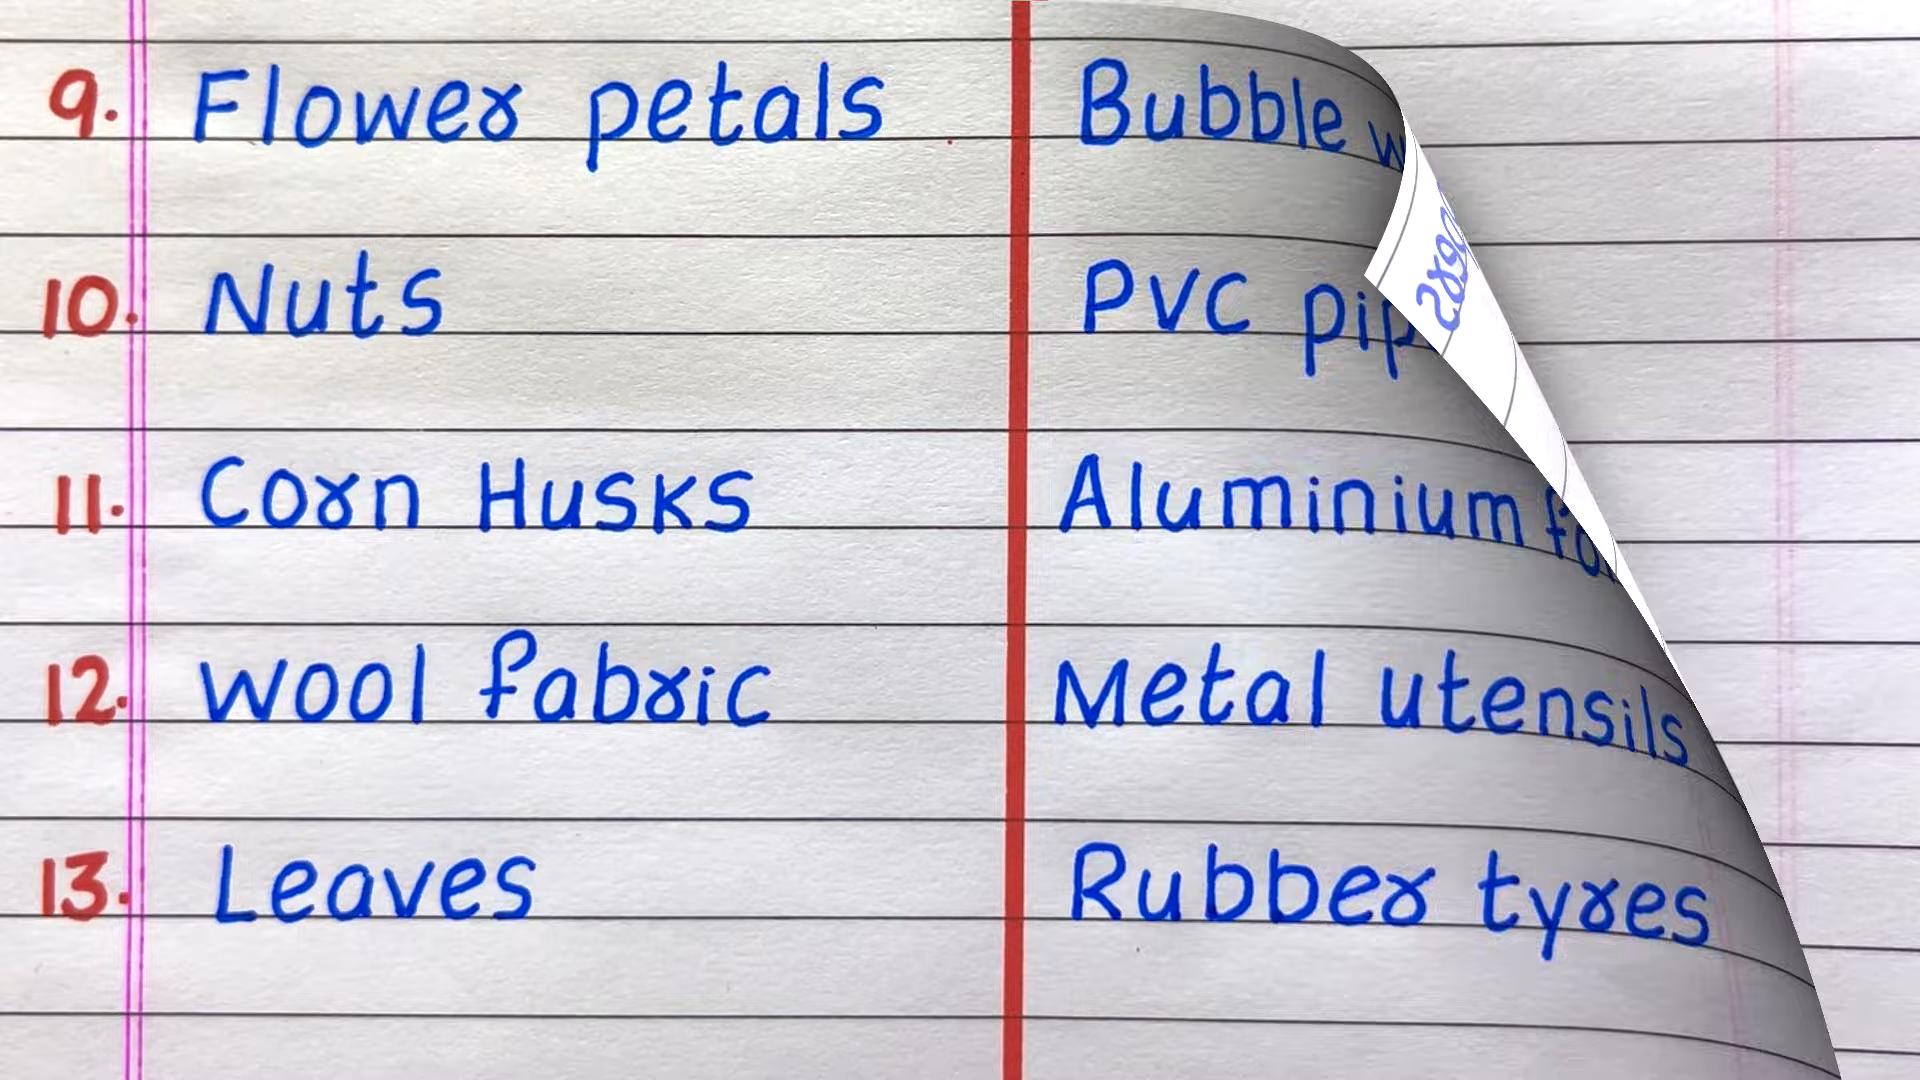 9. Flower petals Bubble
10. Nuts PVC
11. Corn Husks Aluminium
12. Wool fabric Metal utensils
13. Leaves Rubber tyres